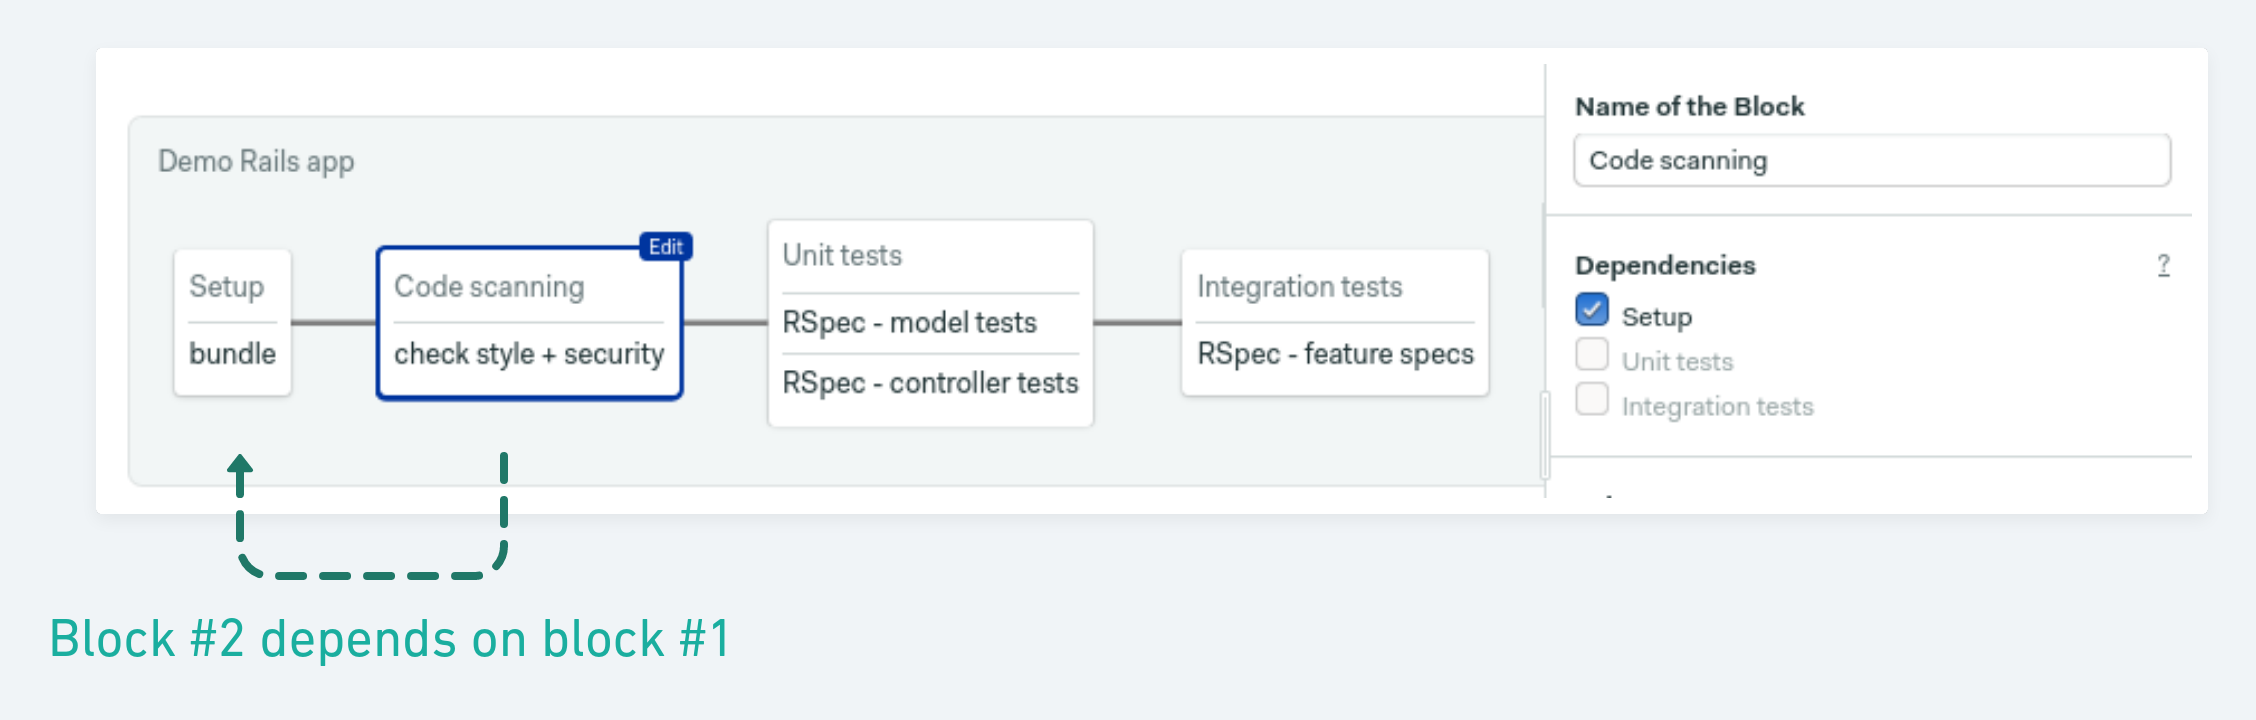 Demo Rails app
Setup
bundle
Edit
Code scanning
check style + security
Unit tests
RSpec - model tests
RSpec - controller tests
Integration tests
RSpec - feature specs
Name of the Block
Code scanning
Dependencies
?
Setup
Unit tests
Integration tests
Block #2 depends on block #1